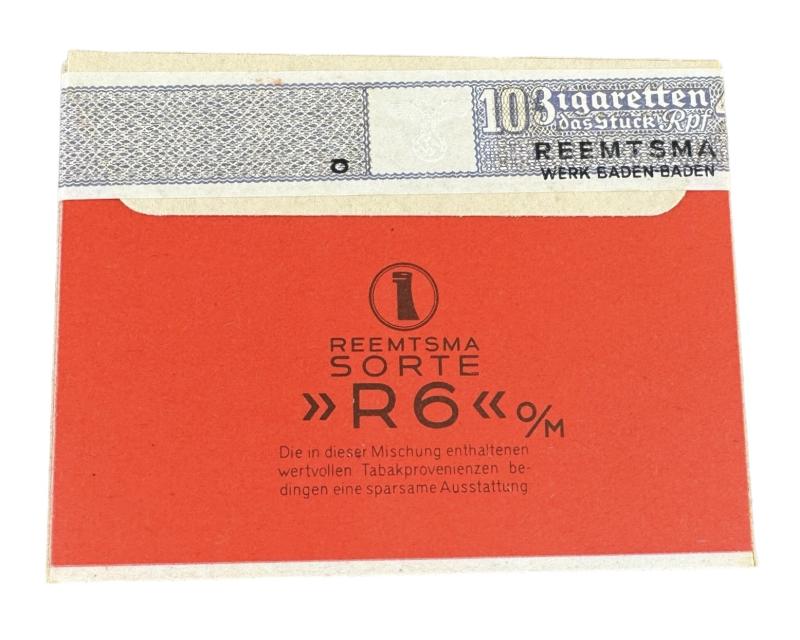 10 Zigaretten
das Stück Rpf
O
REEMTSMA
WERK BADEN-BADEN
REEMTSMA
SORTE
»R6« O/M
Die in dieser Mischung enthaltenen
wertvollen Tabakprovenienzen be-
dingen eine sparsame Ausstattung